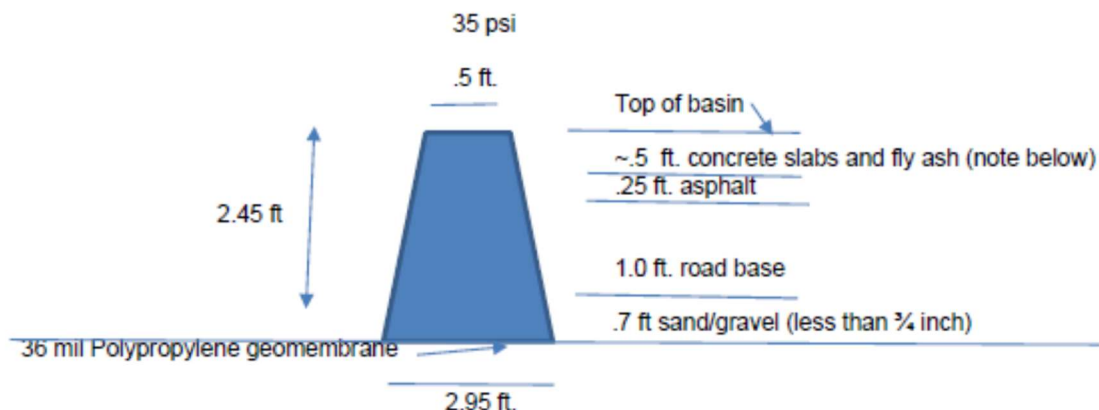 35 psi
.5 ft.
Top of basin
~.5 ft. concrete slabs and fly ash (note below)
.25 ft. asphalt
2.45 ft
1.0 ft. road base
.7 ft sand/gravel (less than ¾ inch)
36 mil Polypropylene geomembrane
2.95 ft.